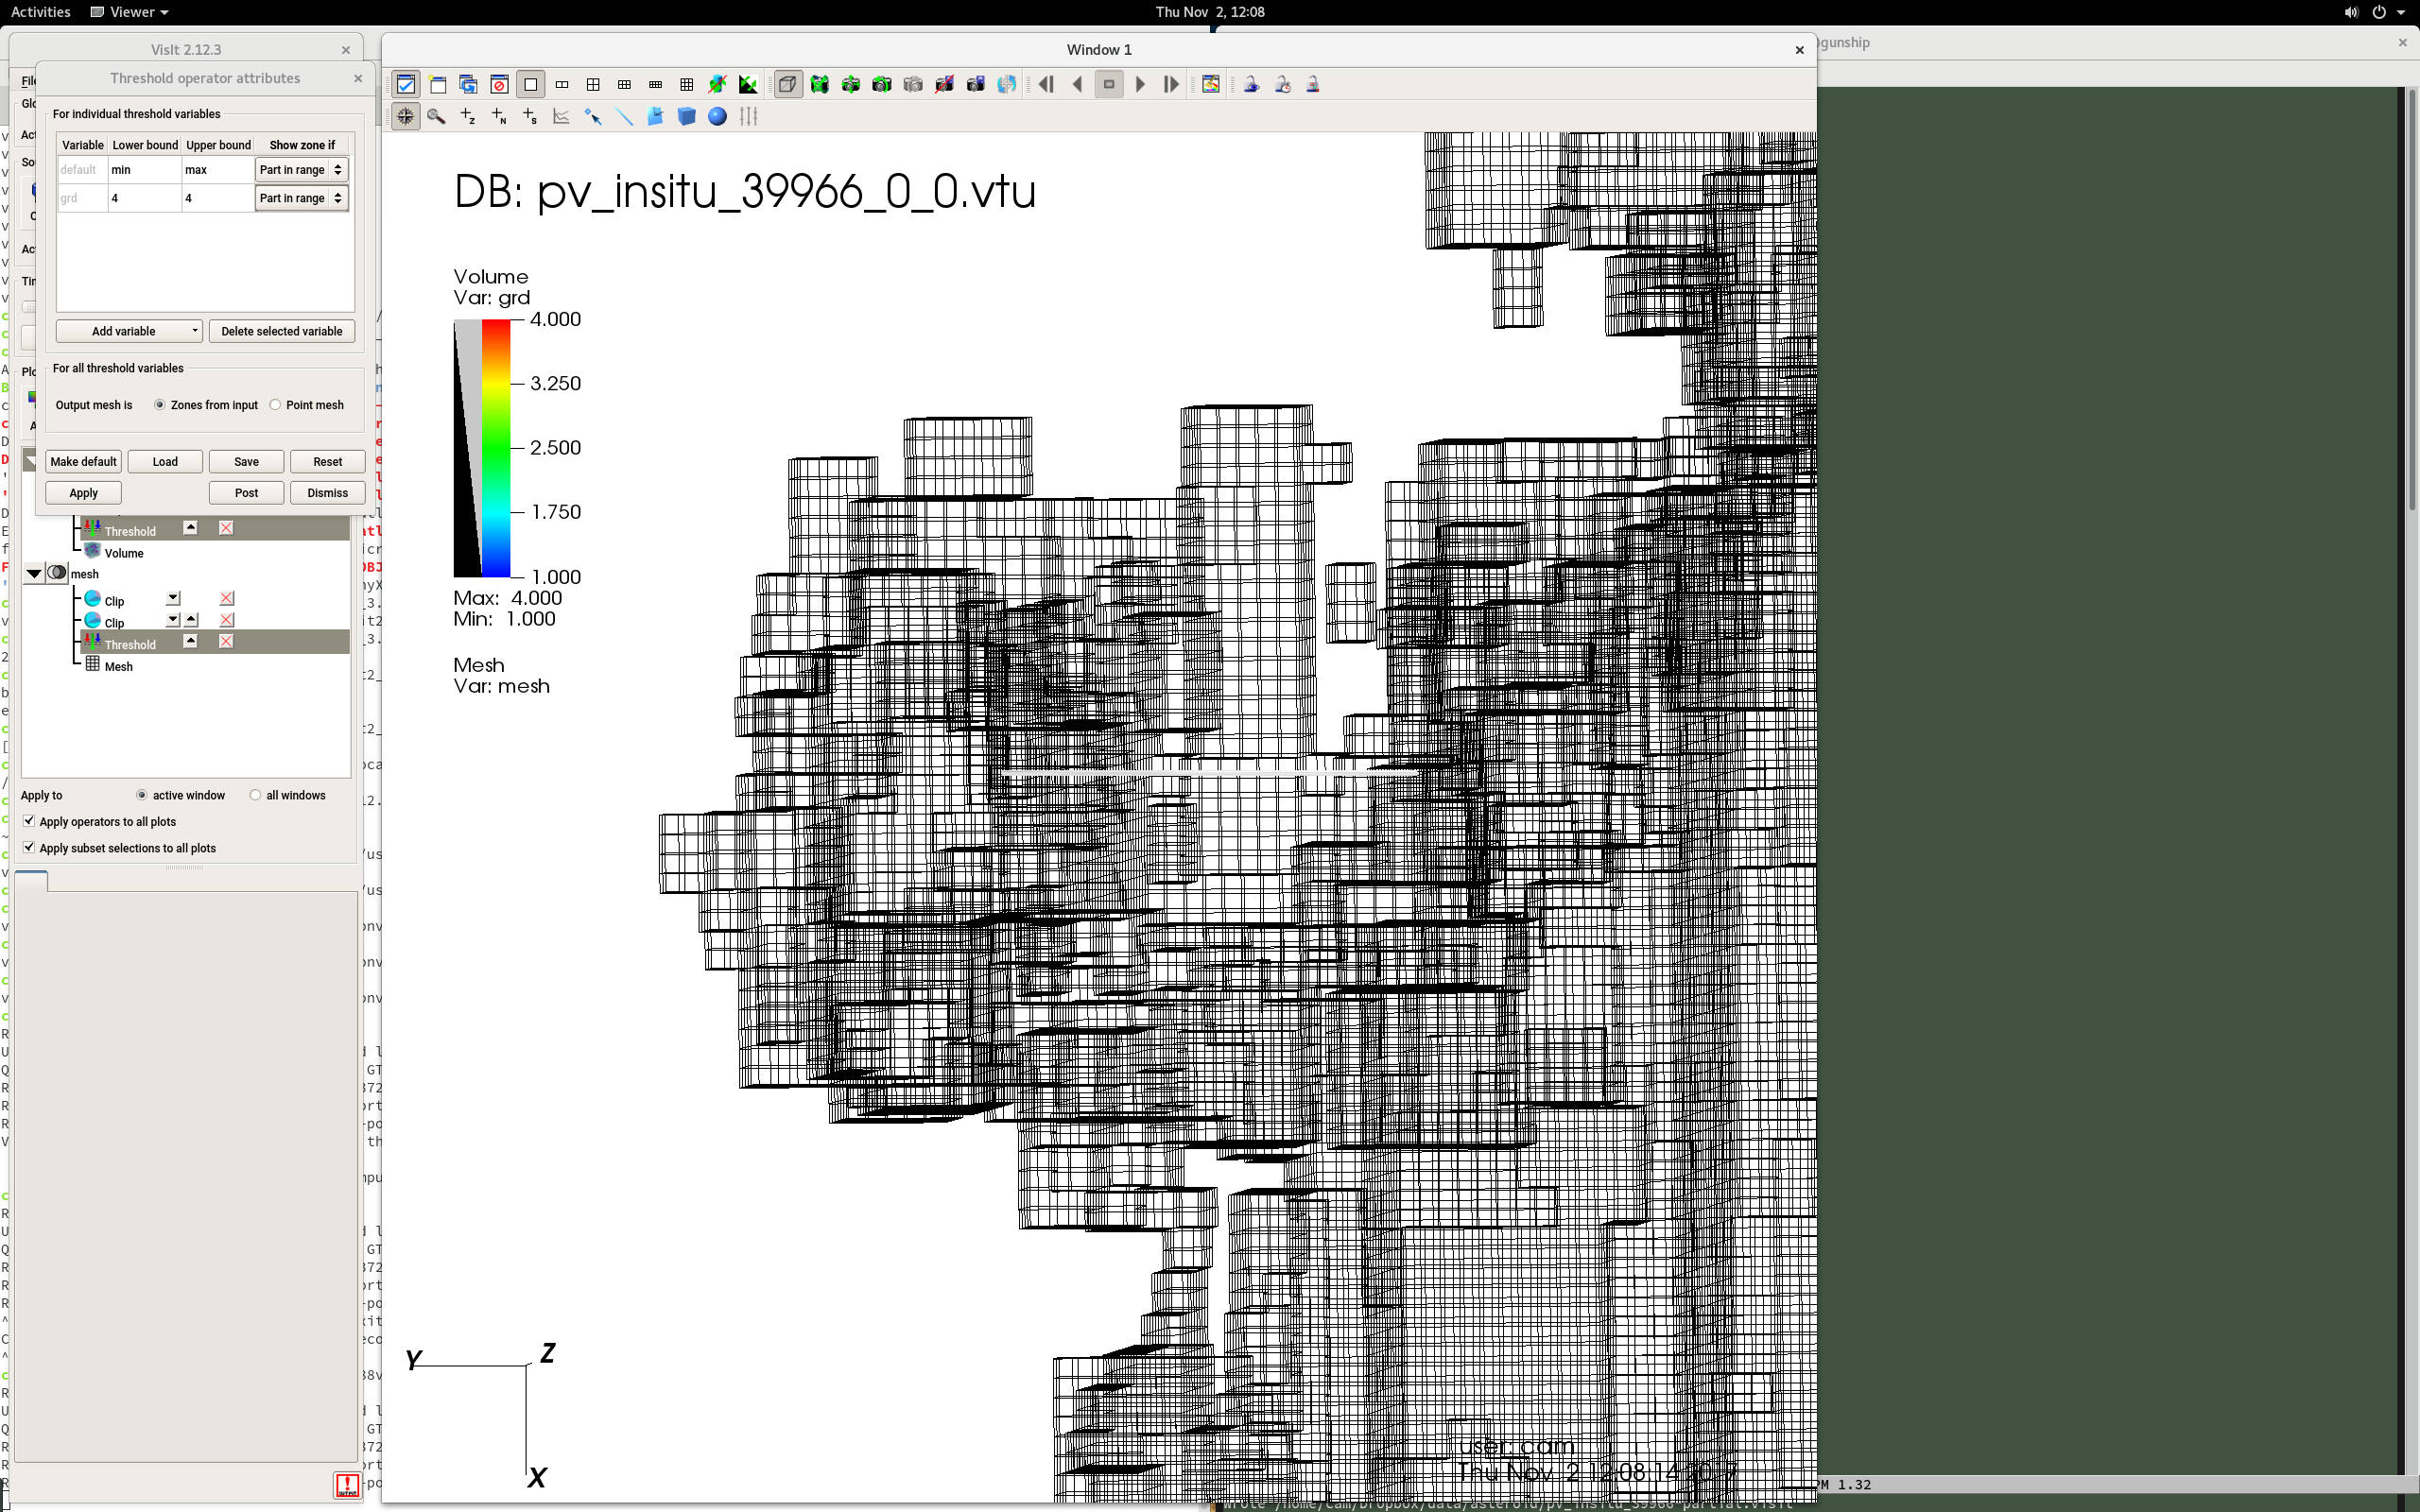 Activities Viewer Thu Nov 2, 12:08
VisIt 2.12.3
Window 1
Threshold operator attributes
For individual threshold variables
Variable Lower bound Upper bound Show zone if
default min max Part in range
grd 4 4 Part in range
Add variable Delete selected variable
For all threshold variables
Output mesh is Zones from input Point mesh
Make default Load Save Reset
Apply Post Dismiss
Threshold
Volume
mesh
Clip
Clip
Threshold
Mesh
Apply to active window all windows
Apply operators to all plots
Apply subset selections to all plots
DB: pv_insitu_39966_0_0.vtu
Volume
Var: grd
4.000
3.250
2.500
1.750
1.000
Max: 4.000
Min: 1.000
Mesh
Var: mesh
Y
Z
X
user: cam
Thu Nov 2 12:08:14
gunship
PM 1.32